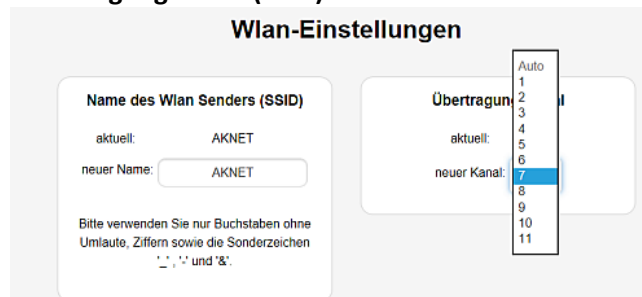 Wlan-Einstellungen
Name des Wlan Senders (SSID)
aktuell: AKNET
neuer Name: AKNET
Bitte verwenden Sie nur Buchstaben ohne
Umlaute, Ziffern sowie die Sonderzeichen
'_' , '-' und '&'.
aktuell:
neuer Kanal:
Auto
1
2
3
4
5
6
7
8
9
10
11